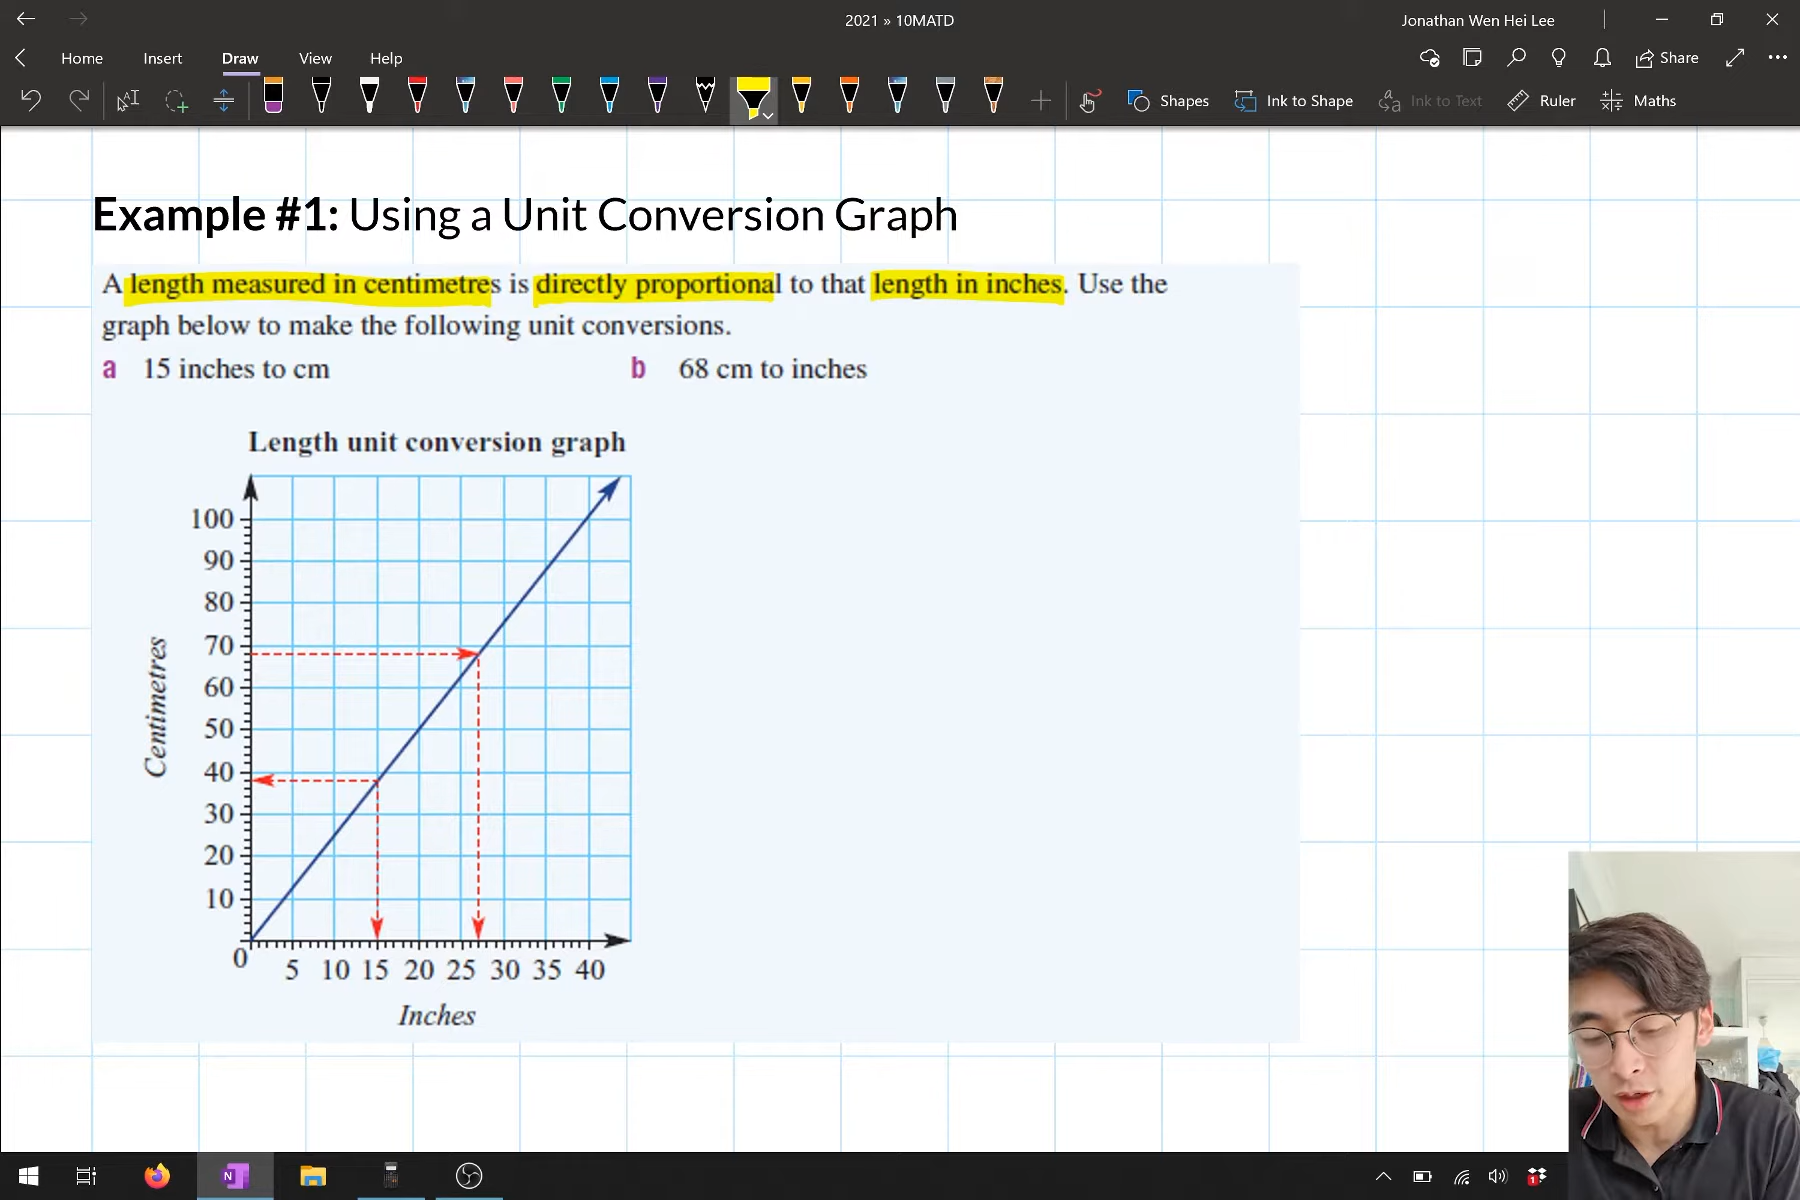 2021 » 10MATD
Jonathan Wen Hei Lee
Home Insert Draw View Help
Share
Shapes Ink to Shape Ink to Text Ruler Maths
Example #1: Using a Unit Conversion Graph
A length measured in centimetres is directly proportional to that length in inches. Use the
graph below to make the following unit conversions.
a 15 inches to cm b 68 cm to inches
Length unit conversion graph
100
90
80
70
60
50
40
30
20
10
0
Centimetres
5 10 15 20 25 30 35 40
Inches
N
1